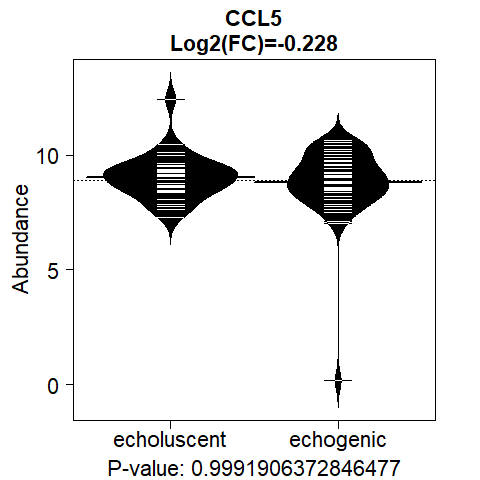 CCL5
Log2(FC)=-0.228
Abundance
10
5
0
echoluscent echogenic
P-value: 0.9991906372846477